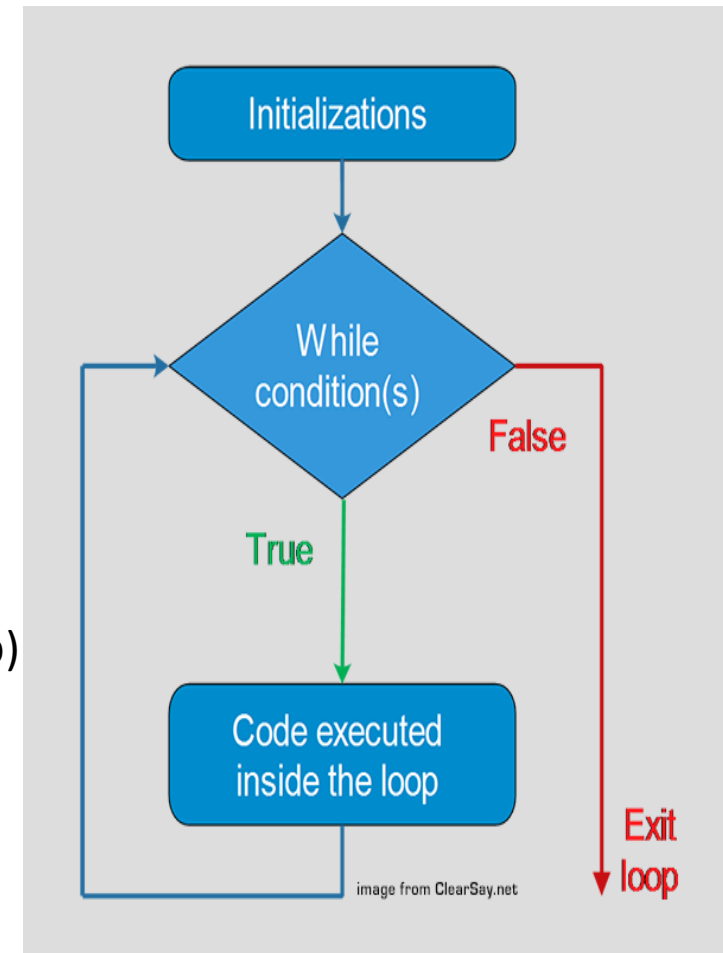 Initializations
While
condition(s)
False
True
)
Code executed
inside the loop
Exit
loop
image from ClearSay.net